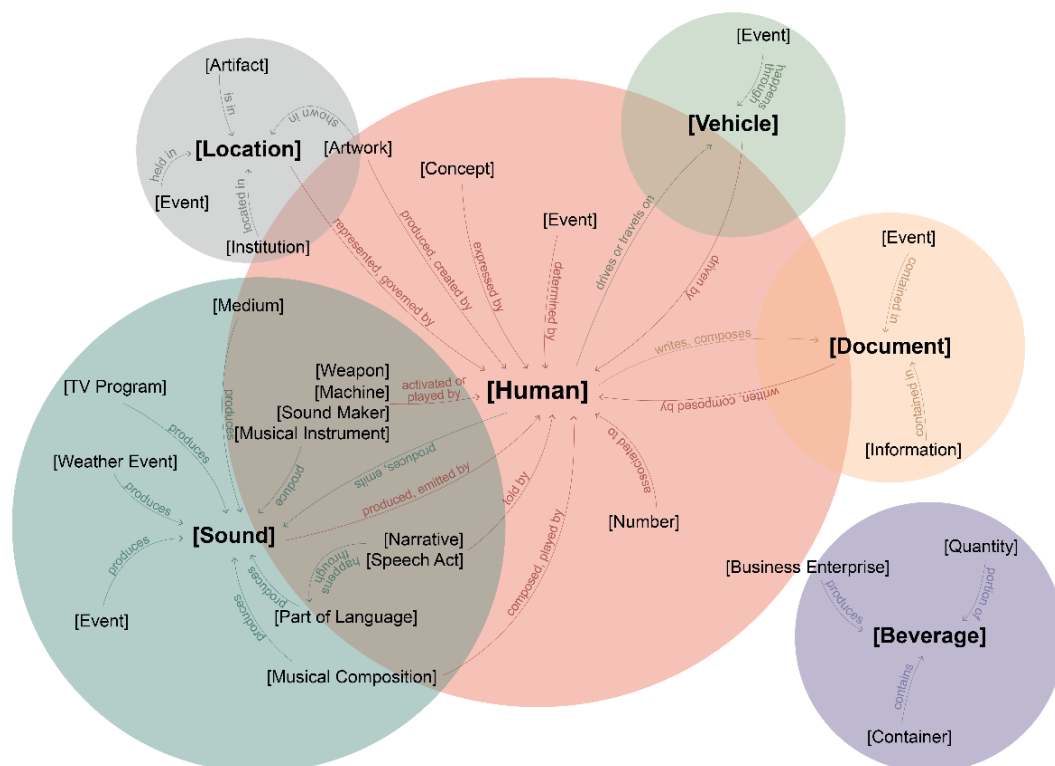 [Event]
happens
through
[Vehicle]
[Artifact]
is in
shown in
[Location]
[Artwork]
held in
[Event]
located in
[Institution]
[Concept]
[Event]
represented, governed by
produced, created by
expressed by
determined by
drives or travels on
driven by
[Event]
contained in
[Document]
writes, composes
written, composed by
contained in
[Information]
[Human]
[Medium]
[Weapon]
[Machine]
[Sound Maker]
[Musical Instrument]
activated or
played by
[TV Program]
produces
produces
[Weather Event]
produces
produce
produces, emits
produced, emitted by
[Sound]
produces
[Event]
told by
associated to
[Number]
[Narrative]
[Speech Act]
happens
through
produces
[Part of Language]
produces
composed, played by
[Musical Composition]
[Quantity]
[Business Enterprise]
produces
portion of
[Beverage]
contains
[Container]